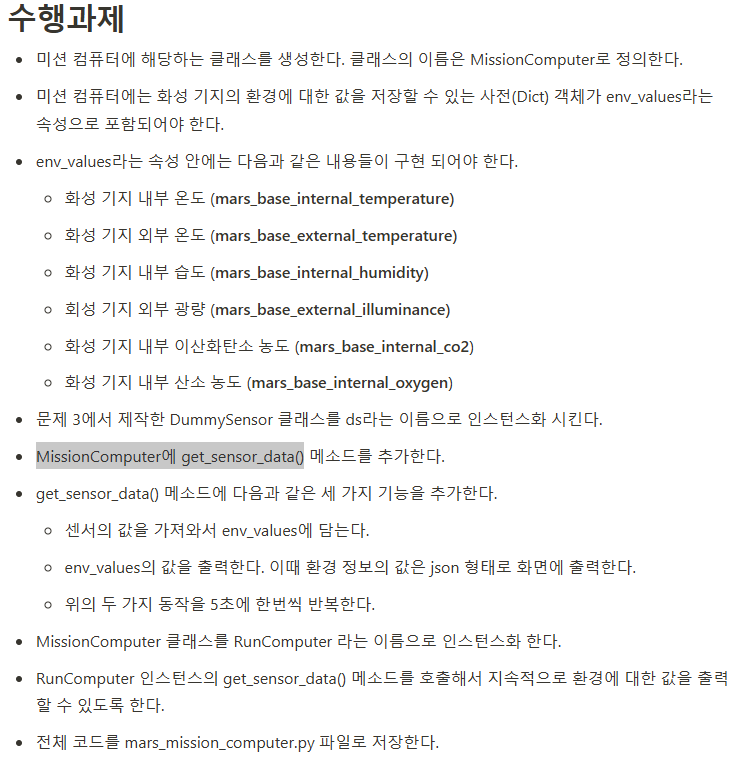 수행과제
• 미션 컴퓨터에 해당하는 클래스를 생성한다. 클래스의 이름은 MissionComputer로 정의한다.
• 미션 컴퓨터에는 화성 기지의 환경에 대한 값을 저장할 수 있는 사전(Dict) 객체가 env_values라는
속성으로 포함되어야 한다.
• env_values라는 속성 안에는 다음과 같은 내용들이 구현 되어야 한다.
◦ 화성 기지 내부 온도 (mars_base_internal_temperature)
◦ 화성 기지 외부 온도 (mars_base_external_temperature)
◦ 화성 기지 내부 습도 (mars_base_internal_humidity)
◦ 회성 기지 외부 광량 (mars_base_external_illuminance)
◦ 화성 기지 내부 이산화탄소 농도 (mars_base_internal_co2)
◦ 화성 기지 내부 산소 농도 (mars_base_internal_oxygen)
• 문제 3에서 제작한 DummySensor 클래스를 ds라는 이름으로 인스턴스화 시킨다.
• MissionComputer에 get_sensor_data() 메소드를 추가한다.
• get_sensor_data() 메소드에 다음과 같은 세 가지 기능을 추가한다.
◦ 센서의 값을 가져와서 env_values에 담는다.
◦ env_values의 값을 출력한다. 이때 환경 정보의 값은 json 형태로 화면에 출력한다.
◦ 위의 두 가지 동작을 5초에 한번씩 반복한다.
• MissionComputer 클래스를 RunComputer 라는 이름으로 인스턴스화 한다.
• RunComputer 인스턴스의 get_sensor_data() 메소드를 호출해서 지속적으로 환경에 대한 값을 출력
할 수 있도록 한다.
• 전체 코드를 mars_mission_computer.py 파일로 저장한다.